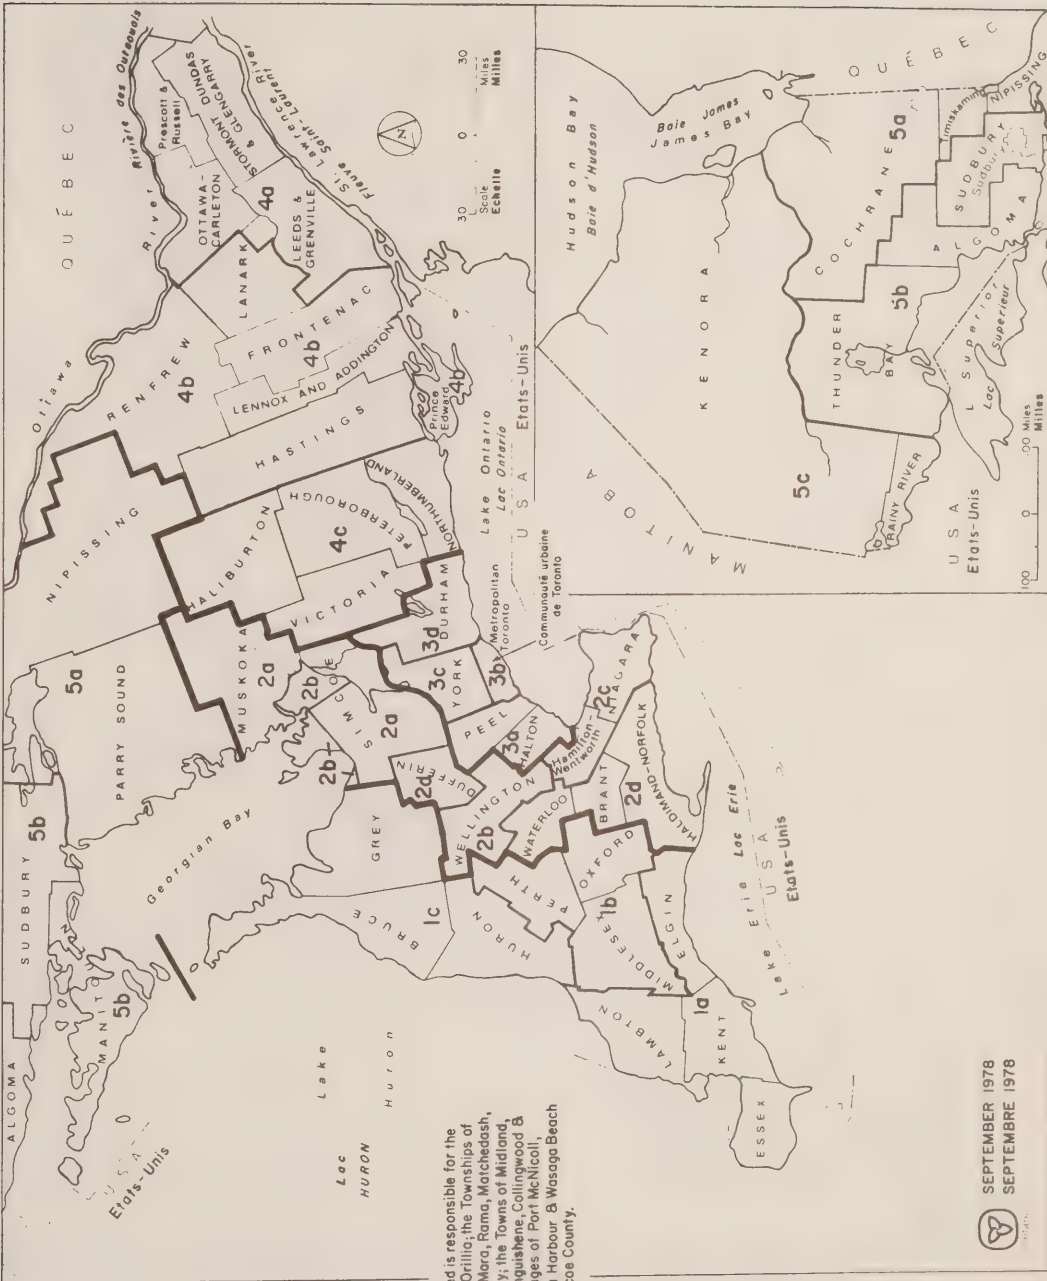 QUÉBEC
Rivière des Outaouais
Ottawa
River
Prescott &
Russell
STORMONT DUNDAS
& GLENGARRY
OTTAWA-
CARLETON
4a
St. Lawrence River
Fleuve Saint-Laurent
LEEDS &
GRENVILLE
LANARK
N
30
0
30
Scale
Echelle
Miles
Milles
RENFREW
4b
FRONTENAC
4b
LENNOX AND ADDINGTON
HASTINGS
Prince
Edward
4b
NIPISSING
HALIBURTON
PETERBOROUGH
4c
NORTHUMBERLAND
VICTORIA
DURHAM
3d
Lake Ontario
Lac Ontario
U S A Etats-Unis
5a
PARRY SOUND
MUSKOKA
2a
2b
SIMCOE
2a
2b
YORK
3c
3b
Metropolitan
Toronto
Communauté urbaine
de Toronto
PEEL
3a
HALTON
DUFFERIN
2d
GREY
WELLINGTON
2b
WATERLOO
Hamilton-
Wentworth
2c
NIAGARA
BRANT
2d
HALDIMAND-NORFOLK
SUDBURY
5b
Georgian Bay
BRUCE
1c
HURON
PERTH
OXFORD
1b
MIDDLESEX
ELGIN
Lake Erie Lac Erie
U S A
Etats-Unis
ALGOMA
MANITO
5b
USA
Etats-Unis
Lake
Huron
Lac
HURON
LAMBTON
1a
KENT
ESSEX
ed is responsible for the
Orillia; the Townships of
Mara, Rama, Matchedash,
y; the Towns of Midland,
nguishene, Collingwood &
ges of Port McNicoll,
a Harbour & Wasaga Beach
coe County.
SEPTEMBER 1978
SEPTEMBRE 1978
Hudson Bay
Baie d'Hudson
Baie James
James Bay
QUÉBEC
MANITOBA
KENORA
5c
COCHRANE
5a
Timiskaming
NIPISSING
SUDBURY
Sudbury
ALGOMA
5b
THUNDER
BAY
RAINY RIVER
L. Superior
Lac Superieur
U S A
Etats-Unis
100
0
100
Miles
Milles